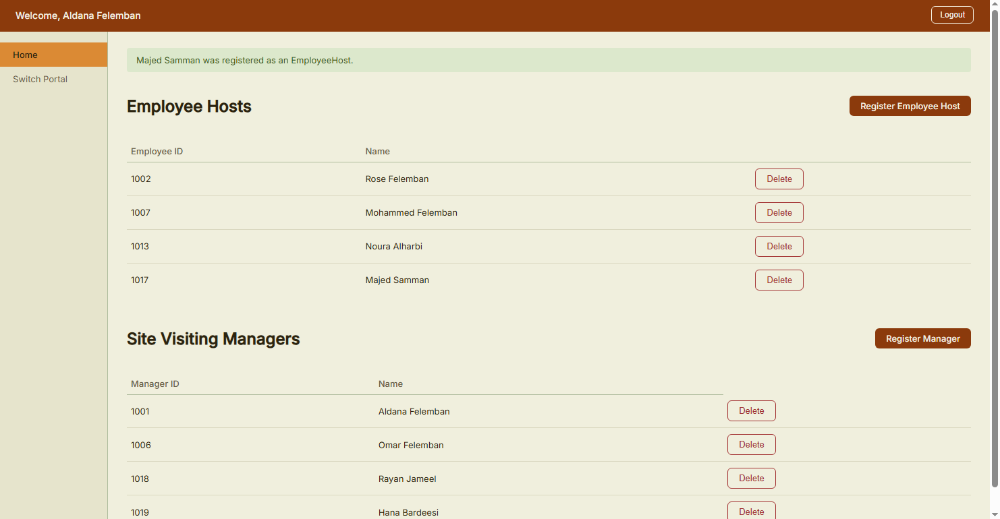 Welcome, Aldana Felemban
Logout
Home
Switch Portal
Majed Samman was registered as an EmployeeHost.
Employee Hosts
Register Employee Host
Employee ID Name
1002 Rose Felemban Delete
1007 Mohammed Felemban Delete
1013 Noura Alharbi Delete
1017 Majed Samman Delete
Site Visiting Managers
Register Manager
Manager ID Name
1001 Aldana Felemban Delete
1006 Omar Felemban Delete
1018 Rayan Jameel Delete
1019 Hana Bardeesi Delete